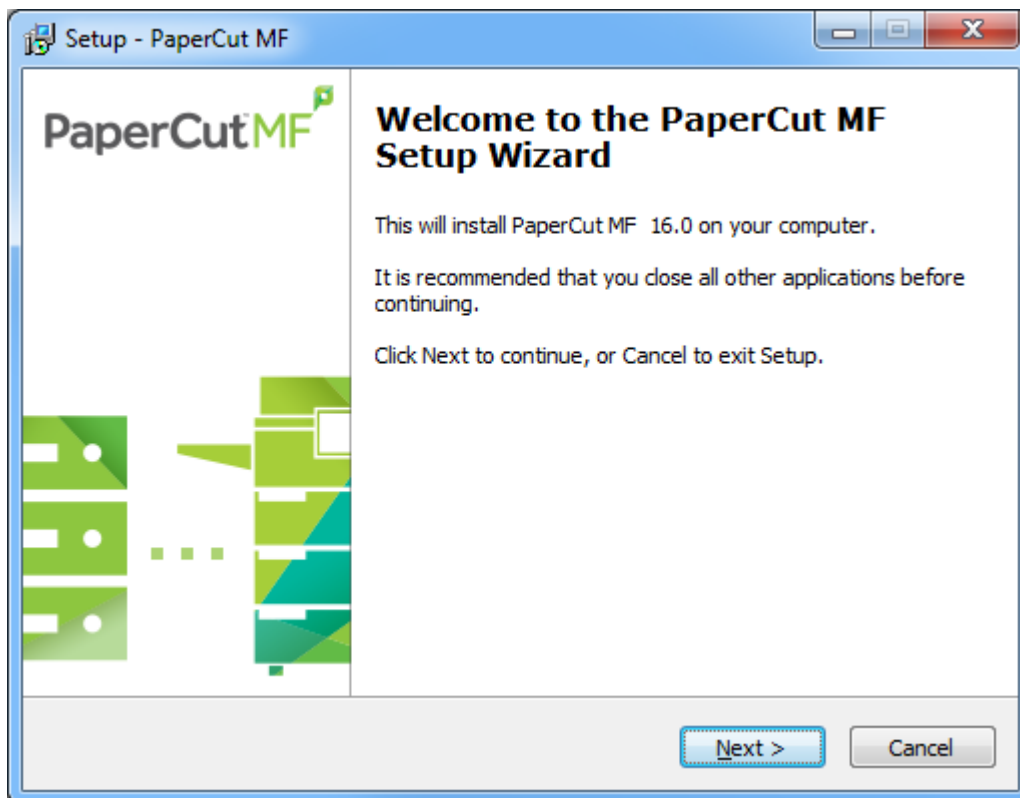 Setup - PaperCut MF
PaperCut MF
Welcome to the PaperCut MF
Setup Wizard
This will install PaperCut MF  16.0 on your computer.
It is recommended that you close all other applications before
continuing.
Click Next to continue, or Cancel to exit Setup.
Next >
Cancel